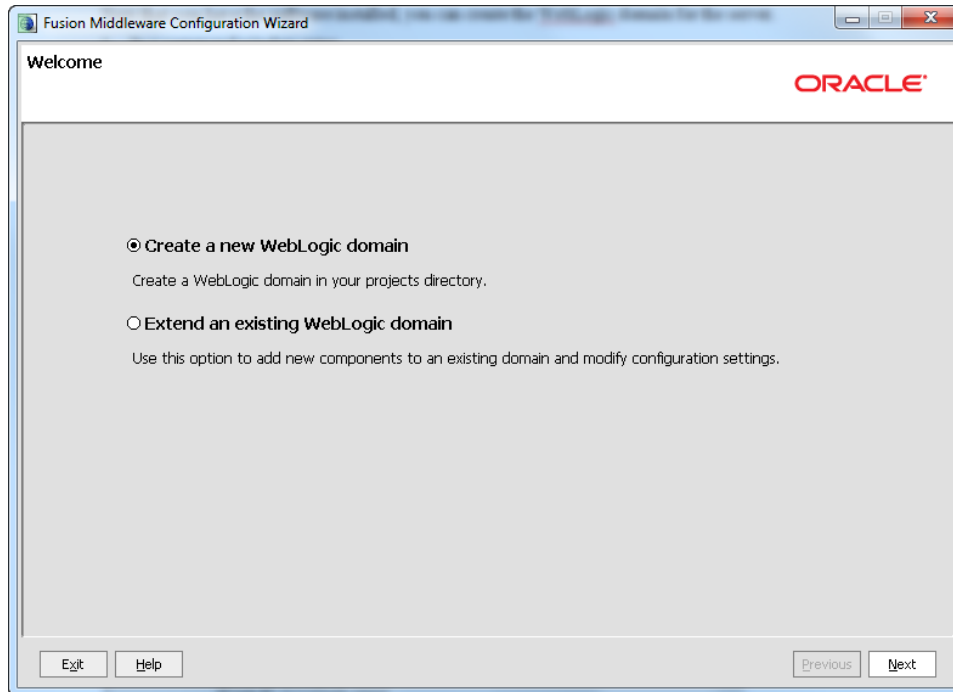 Fusion Middleware Configuration Wizard
Welcome
ORACLE
Create a new WebLogic domain
Create a WebLogic domain in your projects directory.
Extend an existing WebLogic domain
Use this option to add new components to an existing domain and modify configuration settings.
Exit Help Previous Next